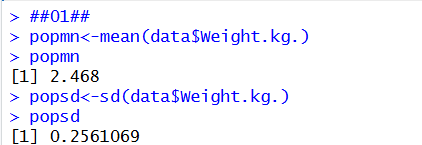 > ##01##
> popmn<-mean(data$Weight.kg.)
> popmn
[1] 2.468
> popsd<-sd(data$Weight.kg.)
> popsd
[1] 0.2561069